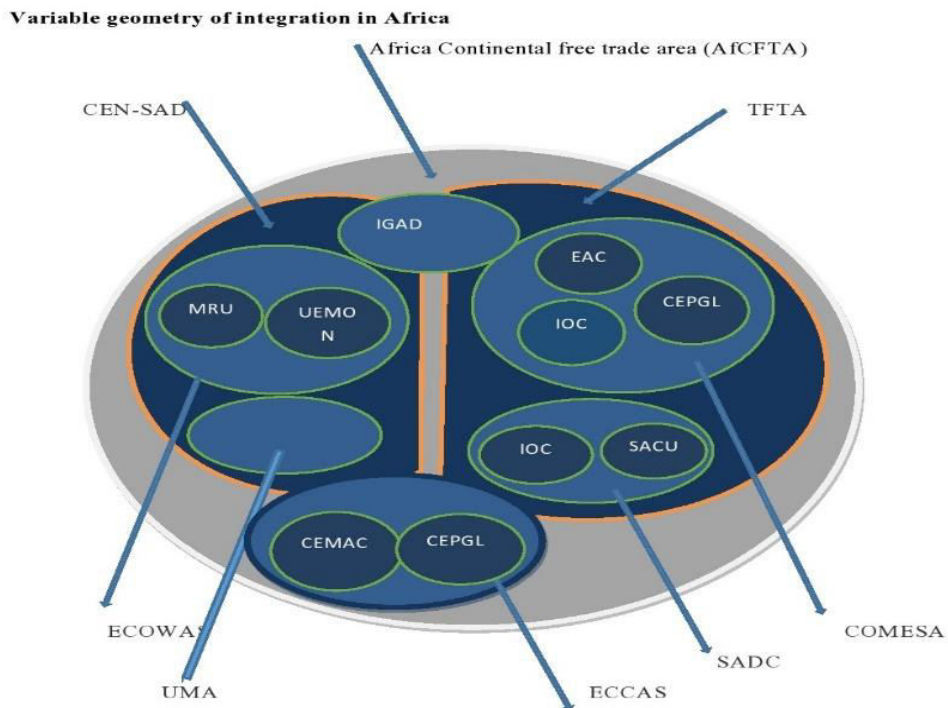 Variable geometry of integration in Africa
Africa Continental free trade area (AfCFTA)
CEN-SAD
TFTA
IGAD
EAC
MRU
UEMO
N
IOC
CEPGL
IOC
SACU
CEMAC
CEPGL
ECOWAS
COMESA
SADC
UMA
ECCAS